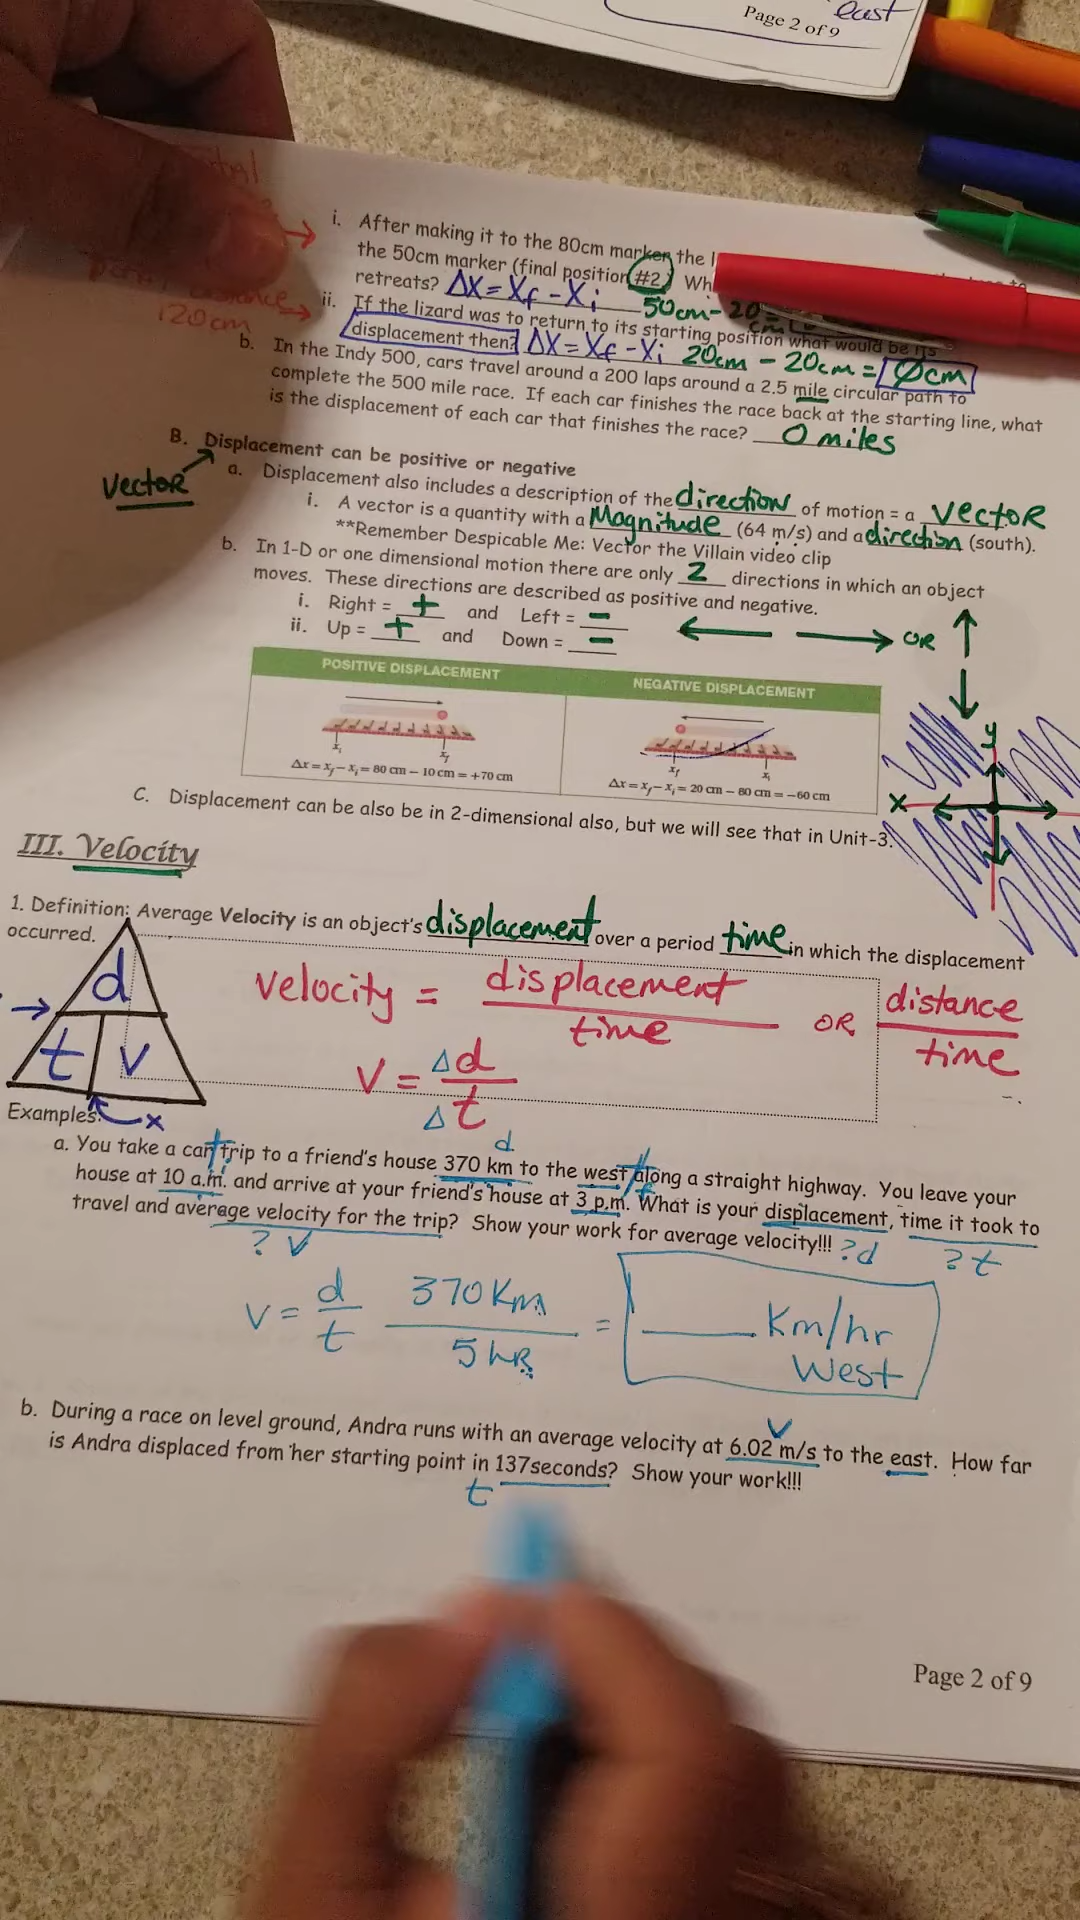 east
Page 2 of 9
i. After making it to the 80cm marker the
the 50cm marker (final position #2) Wh
retreats? ΔX = Xf - Xi 50cm - 20
ii. If the lizard was to return to its starting position what would be its
120cm
displacement then? ΔX = Xf - Xi 20cm - 20cm = 0cm
b. In the Indy 500, cars travel around a 200 laps around a 2.5 mile circular path to
complete the 500 mile race. If each car finishes the race back at the starting line, what
is the displacement of each car that finishes the race? 0 miles
B. Displacement can be positive or negative
vector
a. Displacement also includes a description of the direction of motion = a vector
i. A vector is a quantity with a Magnitude (64 m/s) and a direction (south).
**Remember Despicable Me: Vector the Villain video clip
b. In 1-D or one dimensional motion there are only 2 directions in which an object
moves. These directions are described as positive and negative.
i. Right = + and Left = -
ii. Up = + and Down = -
← → OR ↑ ↓
POSITIVE DISPLACEMENT
NEGATIVE DISPLACEMENT
xi
xf
xf
xi
Δx = xf - xi = 80 cm - 10 cm = +70 cm
Δx = xf - xi = 20 cm - 80 cm = -60 cm
y
x
C. Displacement can be also be in 2-dimensional also, but we will see that in Unit-3.
III. Velocity
1. Definition: Average Velocity is an object's displacement over a period time in which the displacement
occurred.
d
t v
x
velocity = displacement / time OR distance / time
v = Δd / Δt
Examples:
d
a. You take a car trip to a friend's house 370 km to the west along a straight highway. You leave your
house at 10 a.m. and arrive at your friend's house at 3 p.m. What is your displacement, time it took to
travel and average velocity for the trip? Show your work for average velocity!!! ?d
? v
? t
v = d / t 370 Km / 5 hR = ____ Km/hr
West
v
b. During a race on level ground, Andra runs with an average velocity at 6.02 m/s to the east. How far
is Andra displaced from her starting point in 137seconds? Show your work!!!
t
Page 2 of 9